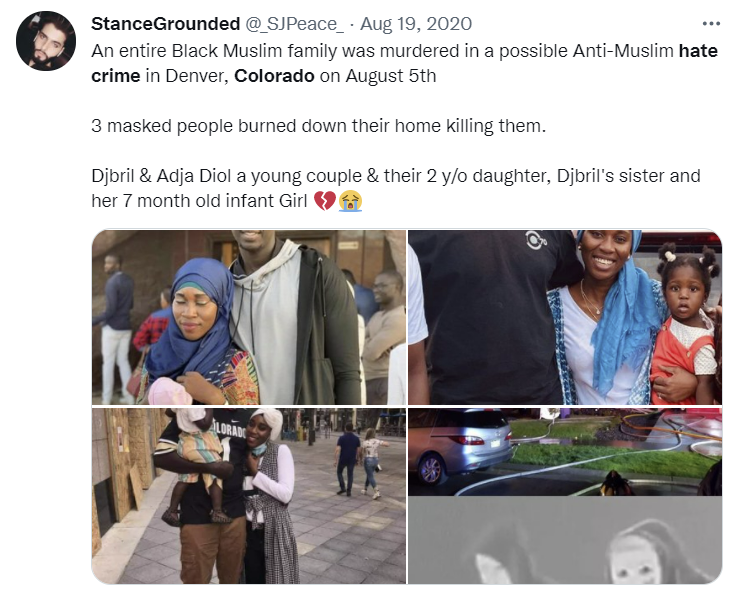 StanceGrounded @_SJPeace_ · Aug 19, 2020
An entire Black Muslim family was murdered in a possible Anti-Muslim hate
crime in Denver, Colorado on August 5th
3 masked people burned down their home killing them.
Djbril & Adja Diol a young couple & their 2 y/o daughter, Djbril's sister and
her 7 month old infant Girl 💔😭
LORAD